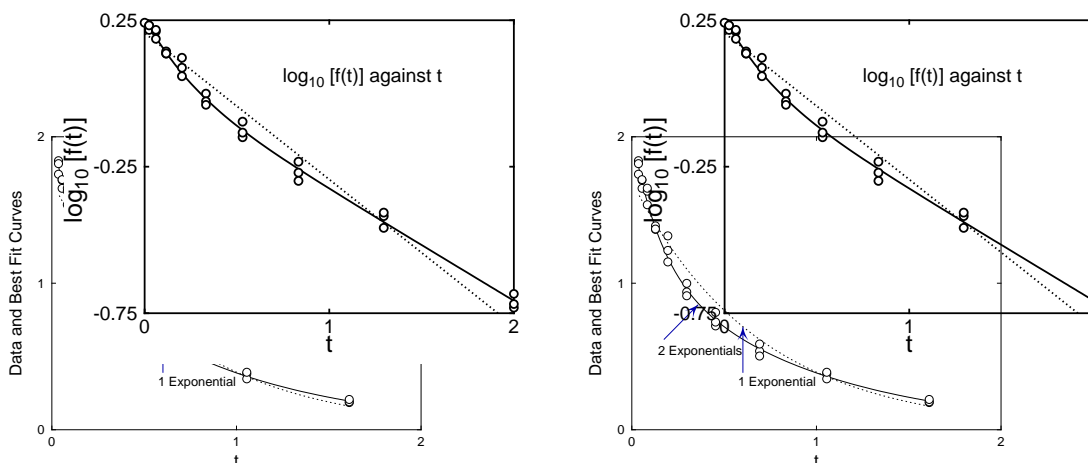 0.25
log₁₀ [f(t)] against t
log₁₀ [f(t)]
-0.25
-0.75
0
1
2
t
Data and Best Fit Curves
2
1
0
1 Exponential
0
1
2
t
0.25
log₁₀ [f(t)] against t
log₁₀ [f(t)]
-0.25
-0.75
0
1
t
Data and Best Fit Curves
2
1
0
2 Exponentials
1 Exponential
0
1
2
t